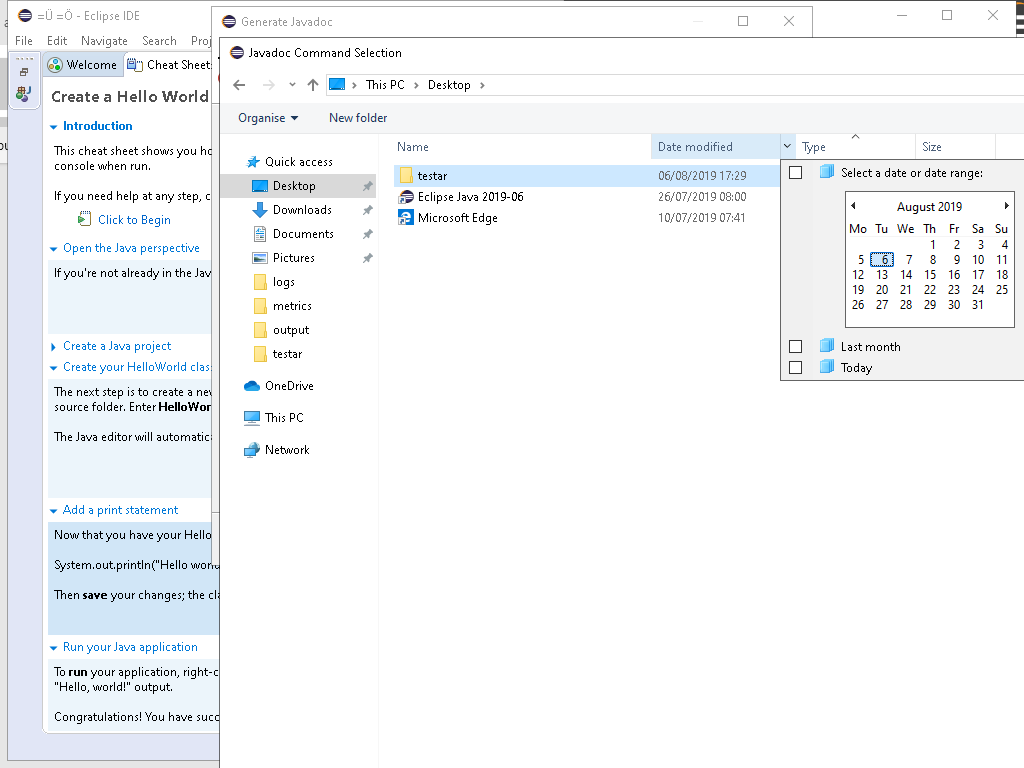 =Ü =Ö - Eclipse IDE
File Edit Navigate Search Proj
Welcome
Cheat Sheet
Create a Hello World
Introduction
This cheat sheet shows you ho
console when run.
If you need help at any step, c
Click to Begin
Open the Java perspective
If you're not already in the Jav
Create a Java project
Create your HelloWorld clas
The next step is to create a nev
source folder. Enter HelloWor
The Java editor will automatica
Add a print statement
Now that you have your Hello
System.out.println("Hello world
Then save your changes; the cla
Run your Java application
To run your application, right-c
"Hello, world!" output.
Congratulations! You have succ
Generate Javadoc
Javadoc Command Selection
This PC
Desktop
Organise
New folder
Quick access
Desktop
Downloads
Documents
Pictures
logs
metrics
output
testar
OneDrive
This PC
Network
Name Date modified Type Size
testar 06/08/2019 17:29
Eclipse Java 2019-06 26/07/2019 08:00
Microsoft Edge 10/07/2019 07:41
Select a date or date range:
August 2019
Mo Tu We Th Fr Sa Su
1 2 3 4
5 6 7 8 9 10 11
12 13 14 15 16 17 18
19 20 21 22 23 24 25
26 27 28 29 30 31
Last month
Today